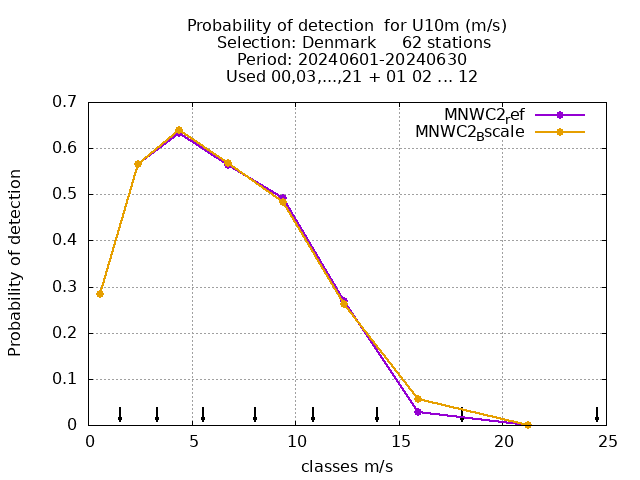 Probability of detection  for U10m (m/s)
Selection: Denmark     62 stations
Period: 20240601-20240630
Used 00,03,...,21 + 01 02 ... 12
0.7
0.6
0.5
0.4
0.3
0.2
0.1
0
Probability of detection
MNWC2ref
MNWC2Bscale
0 5 10 15 20 25
classes m/s